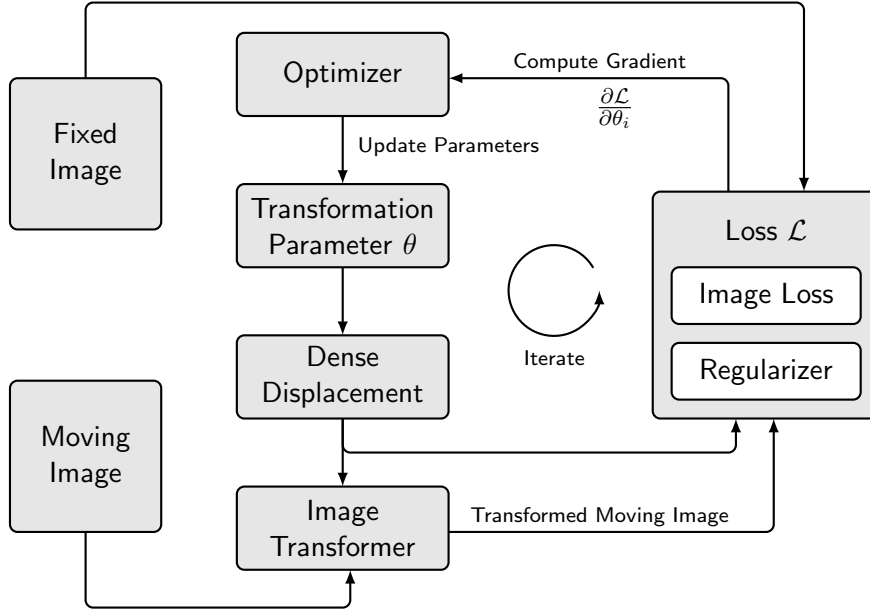 Fixed
Image
Optimizer
Compute Gradient
∂ℒ
∂θᵢ
Update Parameters
Transformation
Parameter θ
Loss ℒ
Image Loss
Regularizer
Iterate
Dense
Displacement
Moving
Image
Image
Transformer
Transformed Moving Image